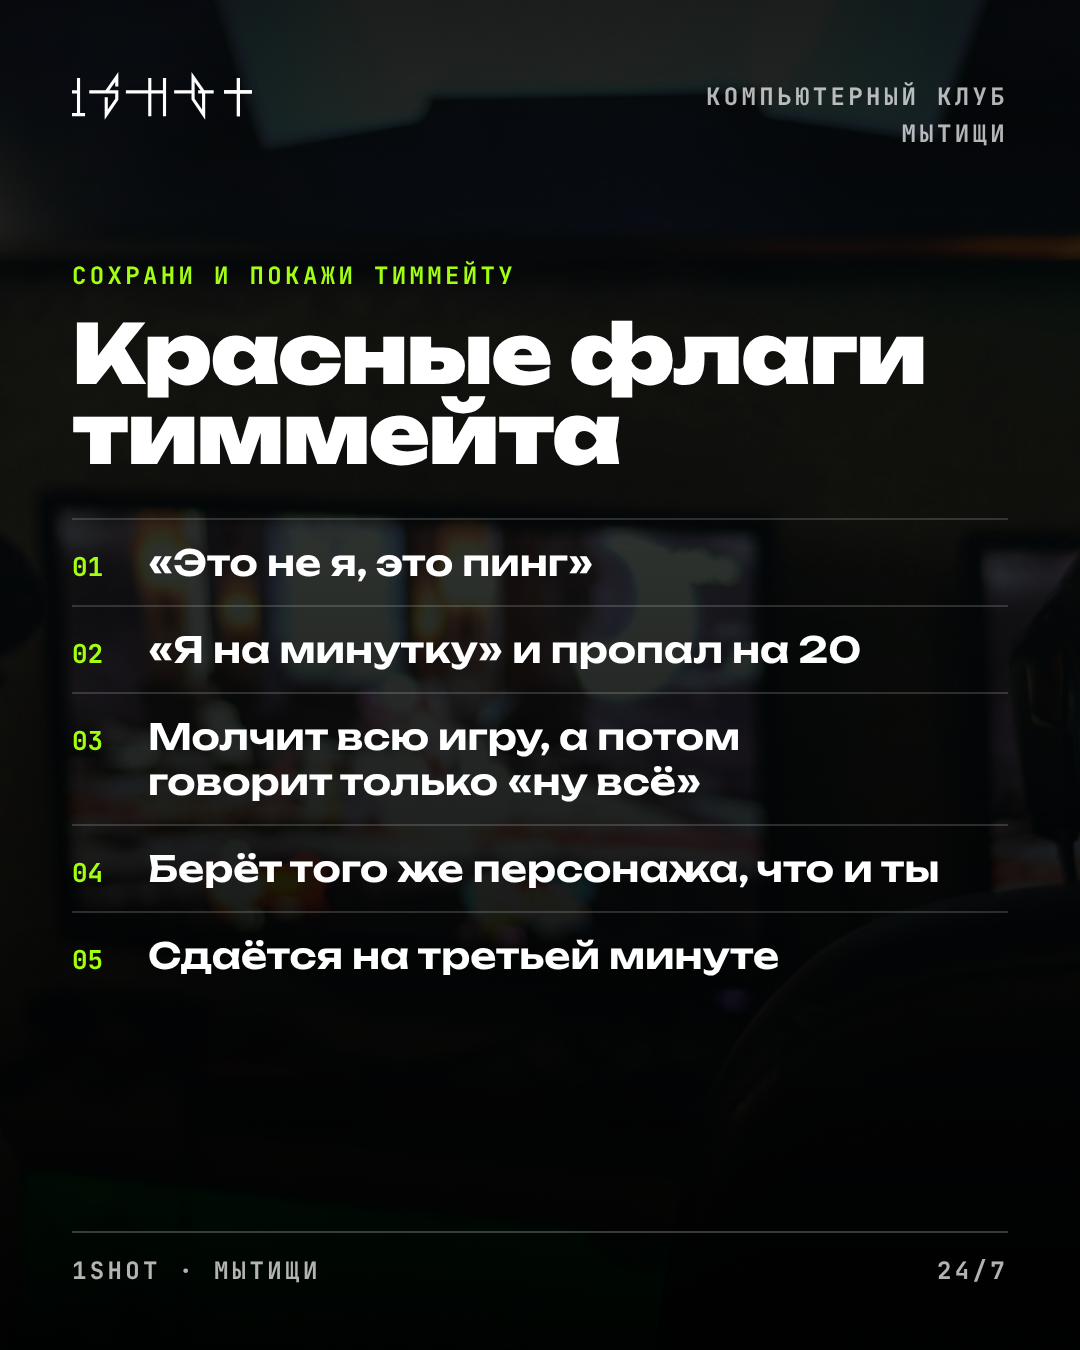 1SHOT
КОМПЬЮТЕРНЫЙ КЛУБ
МЫТИЩИ
СОХРАНИ И ПОКАЖИ ТИММЕЙТУ
Красные флаги
тиммейта
01 «Это не я, это пинг»
02 «Я на минутку» и пропал на 20
03 Молчит всю игру, а потом
говорит только «ну всё»
04 Берёт того же персонажа, что и ты
05 Сдаётся на третьей минуте
1SHOT · МЫТИЩИ
24/7